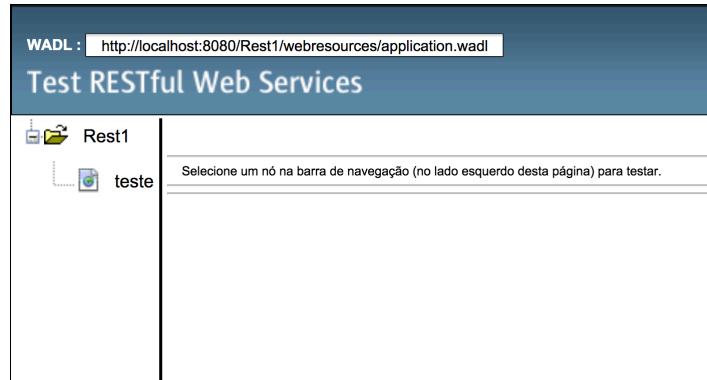 WADL : http://localhost:8080/Rest1/webresources/application.wadl
Test RESTful Web Services
Rest1
teste
Selecione um nó na barra de navegação (no lado esquerdo desta página) para testar.